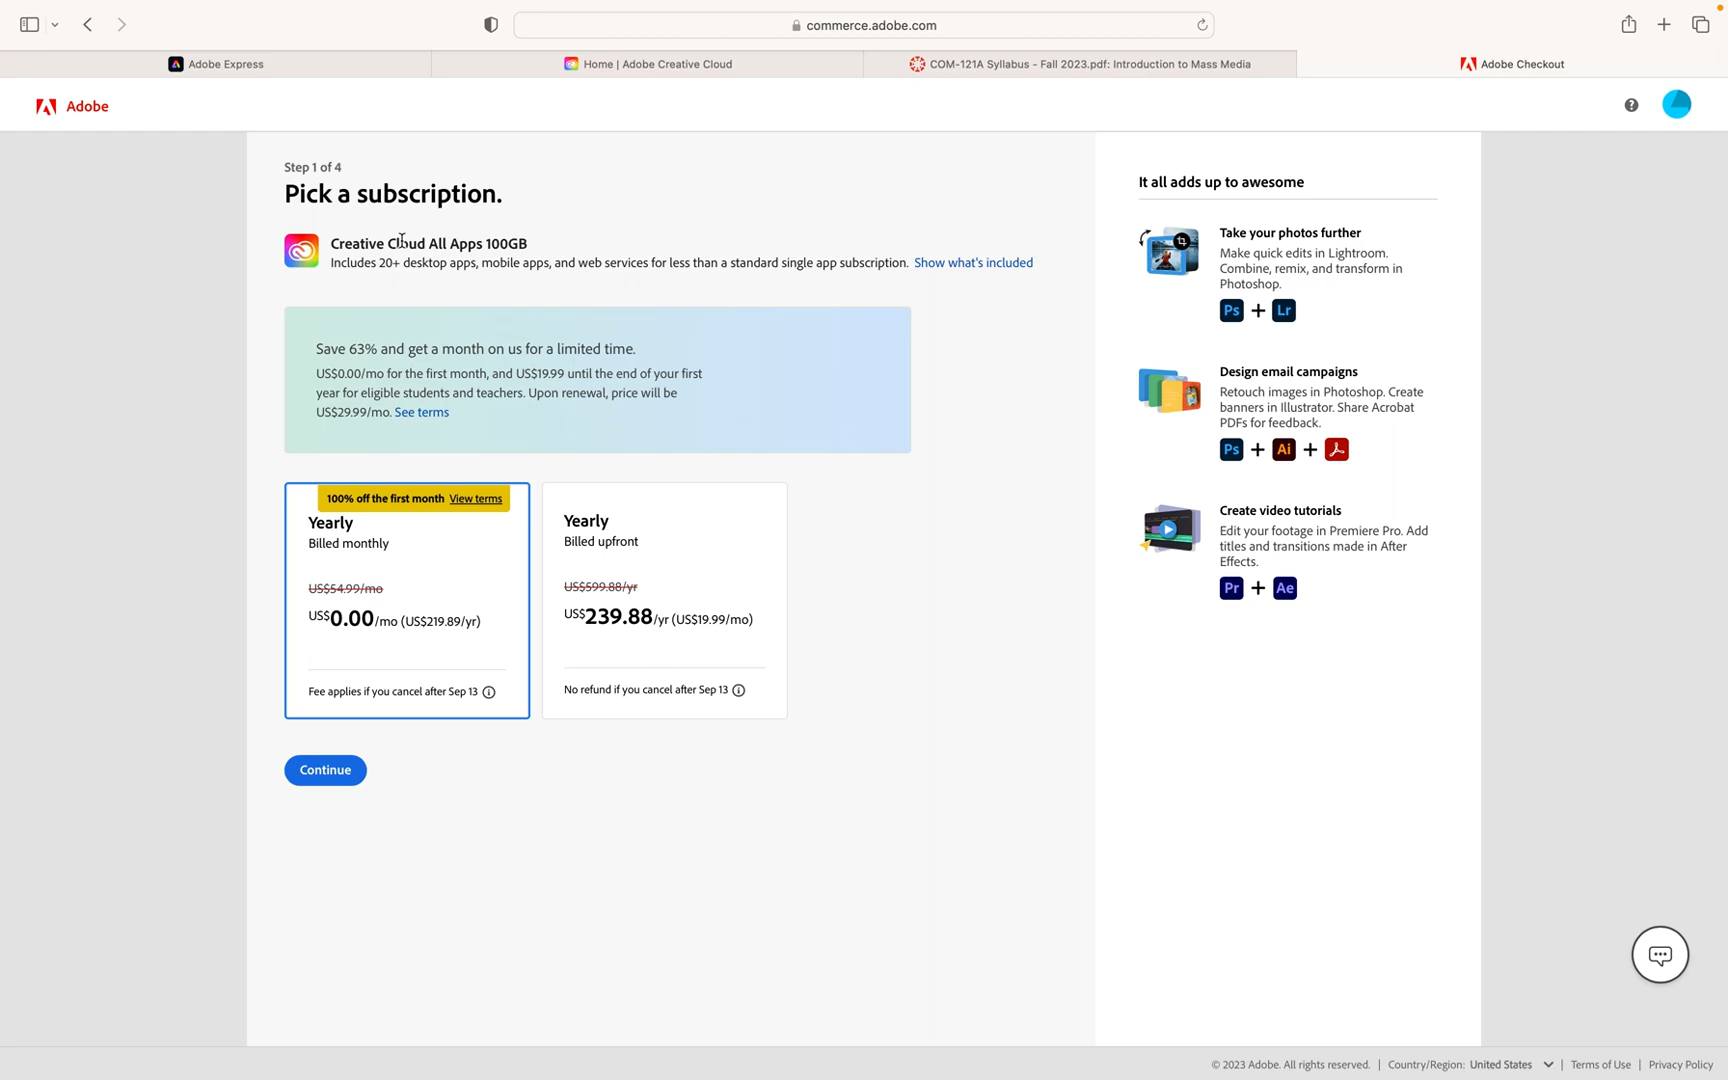 commerce.adobe.com
Adobe Express
Home | Adobe Creative Cloud
COM-121A Syllabus - Fall 2023.pdf: Introduction to Mass Media
Adobe Checkout
Adobe
Step 1 of 4
Pick a subscription.
Creative Cloud All Apps 100GB
Includes 20+ desktop apps, mobile apps, and web services for less than a standard single app subscription. Show what's included
Save 63% and get a month on us for a limited time.
US$0.00/mo for the first month, and US$19.99 until the end of your first
year for eligible students and teachers. Upon renewal, price will be
US$29.99/mo. See terms
100% off the first month View terms
Yearly
Billed monthly
US$54.99/mo
US$0.00/mo (US$219.89/yr)
Fee applies if you cancel after Sep 13
Yearly
Billed upfront
US$599.88/yr
US$239.88/yr (US$19.99/mo)
No refund if you cancel after Sep 13
Continue
It all adds up to awesome
Take your photos further
Make quick edits in Lightroom.
Combine, remix, and transform in
Photoshop.
Ps + Lr
Design email campaigns
Retouch images in Photoshop. Create
banners in Illustrator. Share Acrobat
PDFs for feedback.
Ps + Ai +
Create video tutorials
Edit your footage in Premiere Pro. Add
titles and transitions made in After
Effects.
Pr + Ae
© 2023 Adobe. All rights reserved. | Country/Region: United States | Terms of Use | Privacy Policy